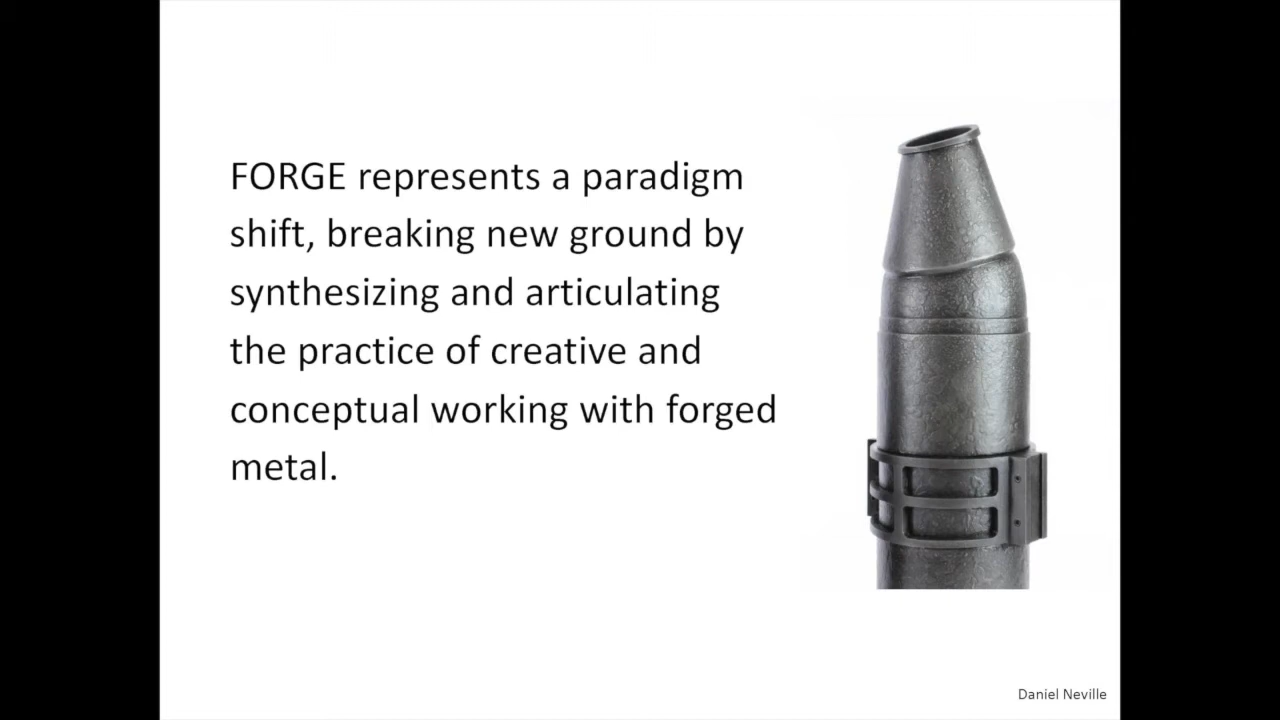 FORGE represents a paradigm
shift, breaking new ground by
synthesizing and articulating
the practice of creative and
conceptual working with forged
metal.
Daniel Neville